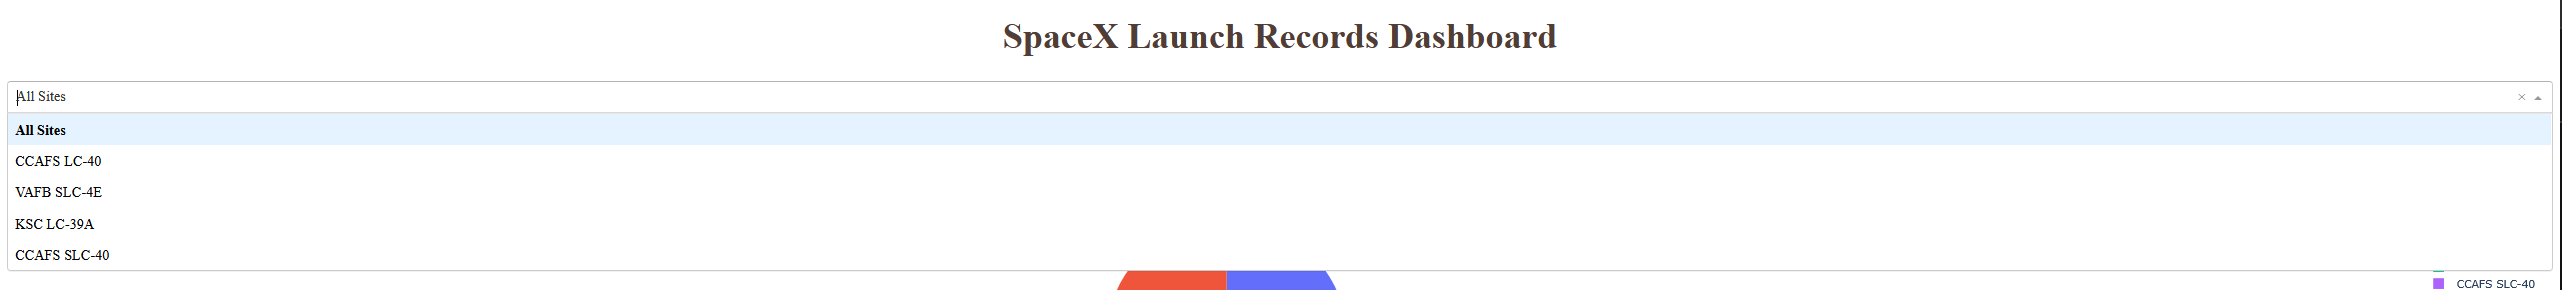 SpaceX Launch Records Dashboard
All Sites
All Sites
CCAFS LC-40
VAFB SLC-4E
KSC LC-39A
CCAFS SLC-40
CCAFS SLC-40